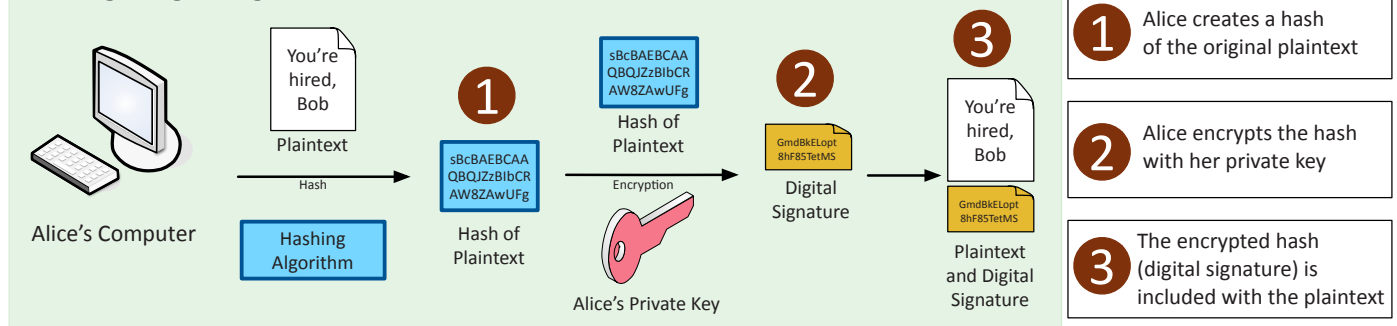 You're
hired,
Bob
Plaintext
Hash
Hashing
Algorithm
Alice's Computer
1
sBcBAEBCAA
QBQJZzBIbCR
AW8ZAwUFg
Hash of
Plaintext
sBcBAEBCAA
QBQJZzBIbCR
AW8ZAwUFg
Hash of
Plaintext
Encryption
Alice's Private Key
2
GmdBkELopt
8hF85TetMS
Digital
Signature
3
You're
hired,
Bob
GmdBkELopt
8hF85TetMS
Plaintext
and Digital
Signature
1
Alice creates a hash
of the original plaintext
2
Alice encrypts the hash
with her private key
3
The encrypted hash
(digital signature) is
included with the plaintext